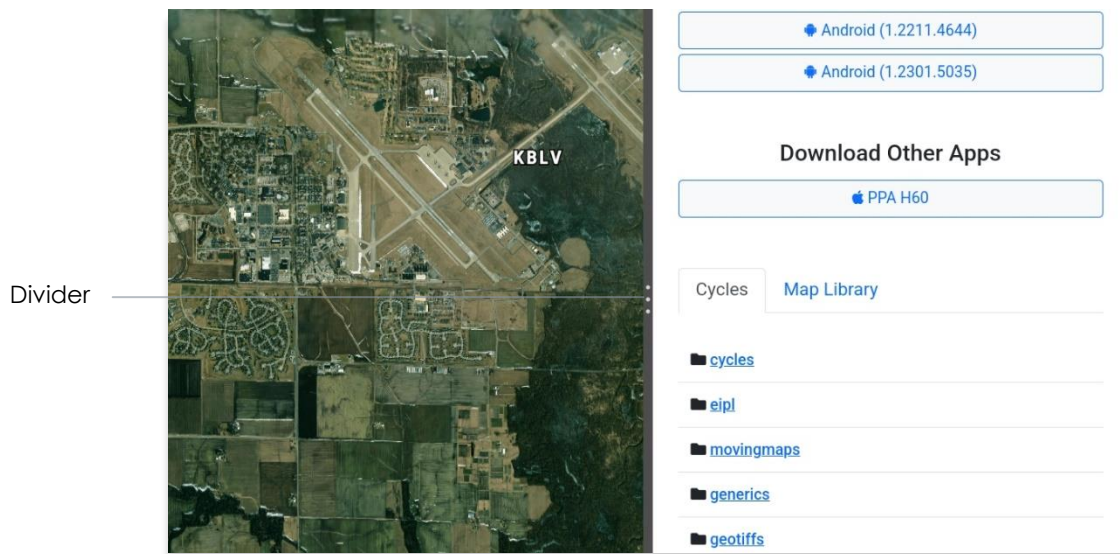 Android (1.2211.4644)
Android (1.2301.5035)
KBLV
Download Other Apps
PPA H60
Divider
Cycles
Map Library
cycles
eipl
movingmaps
generics
geotiffs